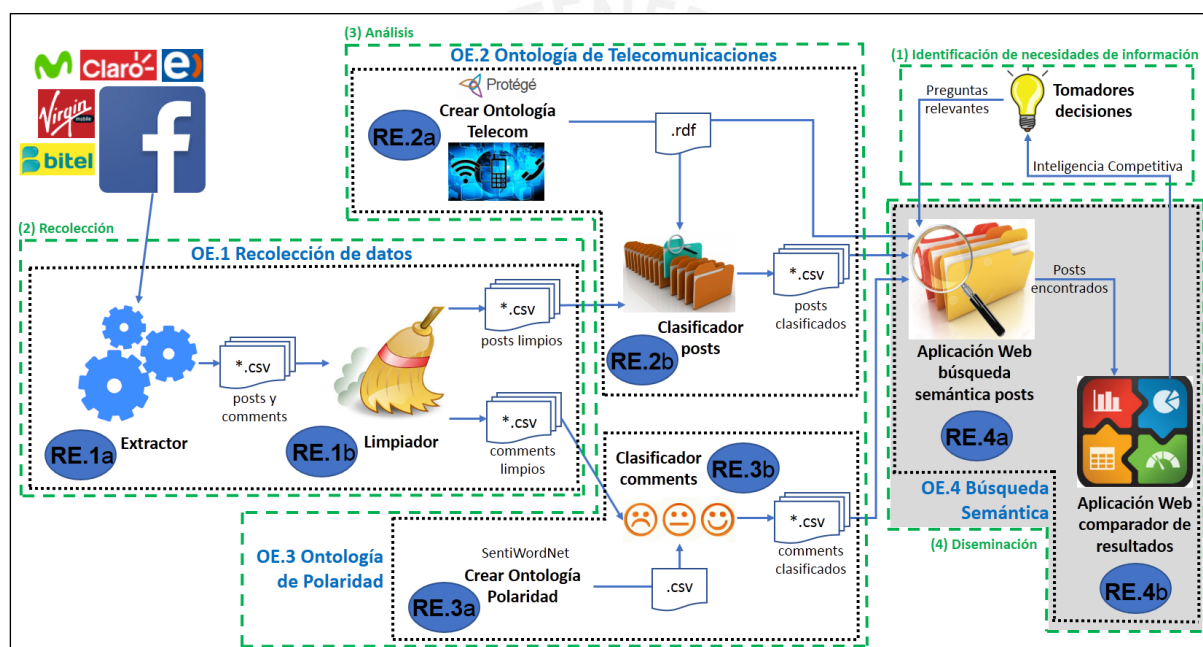 TENEB
(3) Análisis
OE.2 Ontología de Telecomunicaciones
Protégé
Crear Ontología
Telecom
RE.2a
.rdf
Claro
e)
Virgin
mobile
bitel
f
(1) Identificación de necesidades de información
Preguntas
relevantes
Tomadores
decisiones
Inteligencia Competitiva
(2) Recolección
OE.1 Recolección de datos
*.csv
posts y
comments
Extractor
RE.1a
Limpiador
RE.1b
*.csv
posts limpios
*.csv
comments
limpios
Clasificador
posts
RE.2b
*.csv
posts
clasificados
OE.3 Ontología
de Polaridad
SentiWordNet
Crear Ontología
Polaridad
RE.3a
.csv
Clasificador
comments
RE.3b
*.csv
comments
clasificados
Posts
encontrados
Aplicación Web
búsqueda
semántica posts
RE.4a
OE.4 Búsqueda
Semántica
(4) Diseminación
Aplicación Web
comparador de
resultados
RE.4b